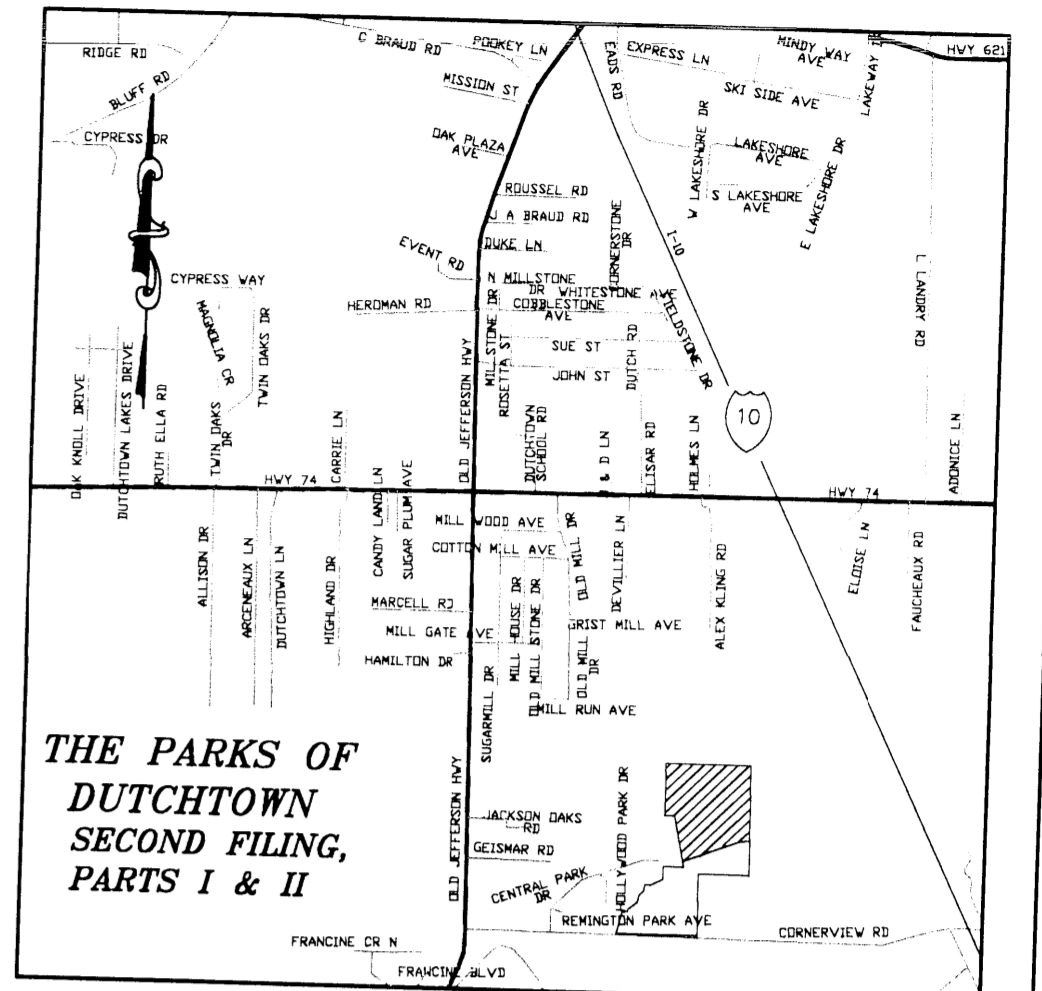 C BRAUD RD
POOKEY LN
EXPRESS LN
MINDY WAY
AVE
LAKEWAY DR
HWY 621
RIDGE RD
EADS RD
BLUFF RD
MISSION ST
SKI SIDE AVE
CYPRESS DR
OAK PLAZA
AVE
W LAKESHORE DR
LAKESHORE
AVE
ROUSSEL RD
S LAKESHORE
AVE
E LAKESHORE DR
J A BRAUD RD
CORNERSTONE
DR
I-10
EVENT RD
DUKE LN
L LANDRY RD
CYPRESS WAY
N MILLSTONE
DR
WHITESTONE AVE
HERDMAN RD
COBBLESTONE
AVE
FIELDSTONE DR
MAGNOLIA CR
TWIN OAKS DR
MILLSTONE DR
SUE ST
DUTCH RD
ROSETTA ST
JOHN ST
10
OAK KNOLL DRIVE
DUTCHTOWN LAKES DRIVE
RUTH ELLA RD
TWIN OAKS
DR
CARRIE LN
OLD JEFFERSON HWY
DUTCHTOWN
SCHOOL RD
& D LN
ELISAR RD
HOLMES LN
ADONICE LN
HWY 74
HWY 74
CANDY LAND LN
SUGAR PLUM AVE
MILL WOOD AVE
COTTON MILL AVE
OLD MILL DR
DEVILLIER LN
ALEX KLING RD
ELOISE LN
FAUCHEAUX RD
ALLISON DR
ARCENEAUX LN
DUTCHTOWN LN
HIGHLAND DR
MARCELL RD
MILL HOUSE DR
OLD MILL STONE DR
GRIST MILL AVE
MILL GATE AVE
HAMILTON DR
OLD MILL
DR
SUGARMILL DR
MILL RUN AVE
THE PARKS OF
DUTCHTOWN
SECOND FILING,
PARTS I & II
OLD JEFFERSON HWY
JACKSON OAKS
RD
HOLLYWOOD PARK DR
GEISMAR RD
CENTRAL PARK
DR
REMINGTON PARK AVE
CORNERVIEW RD
FRANCINE CR N
FRANCINE BLVD